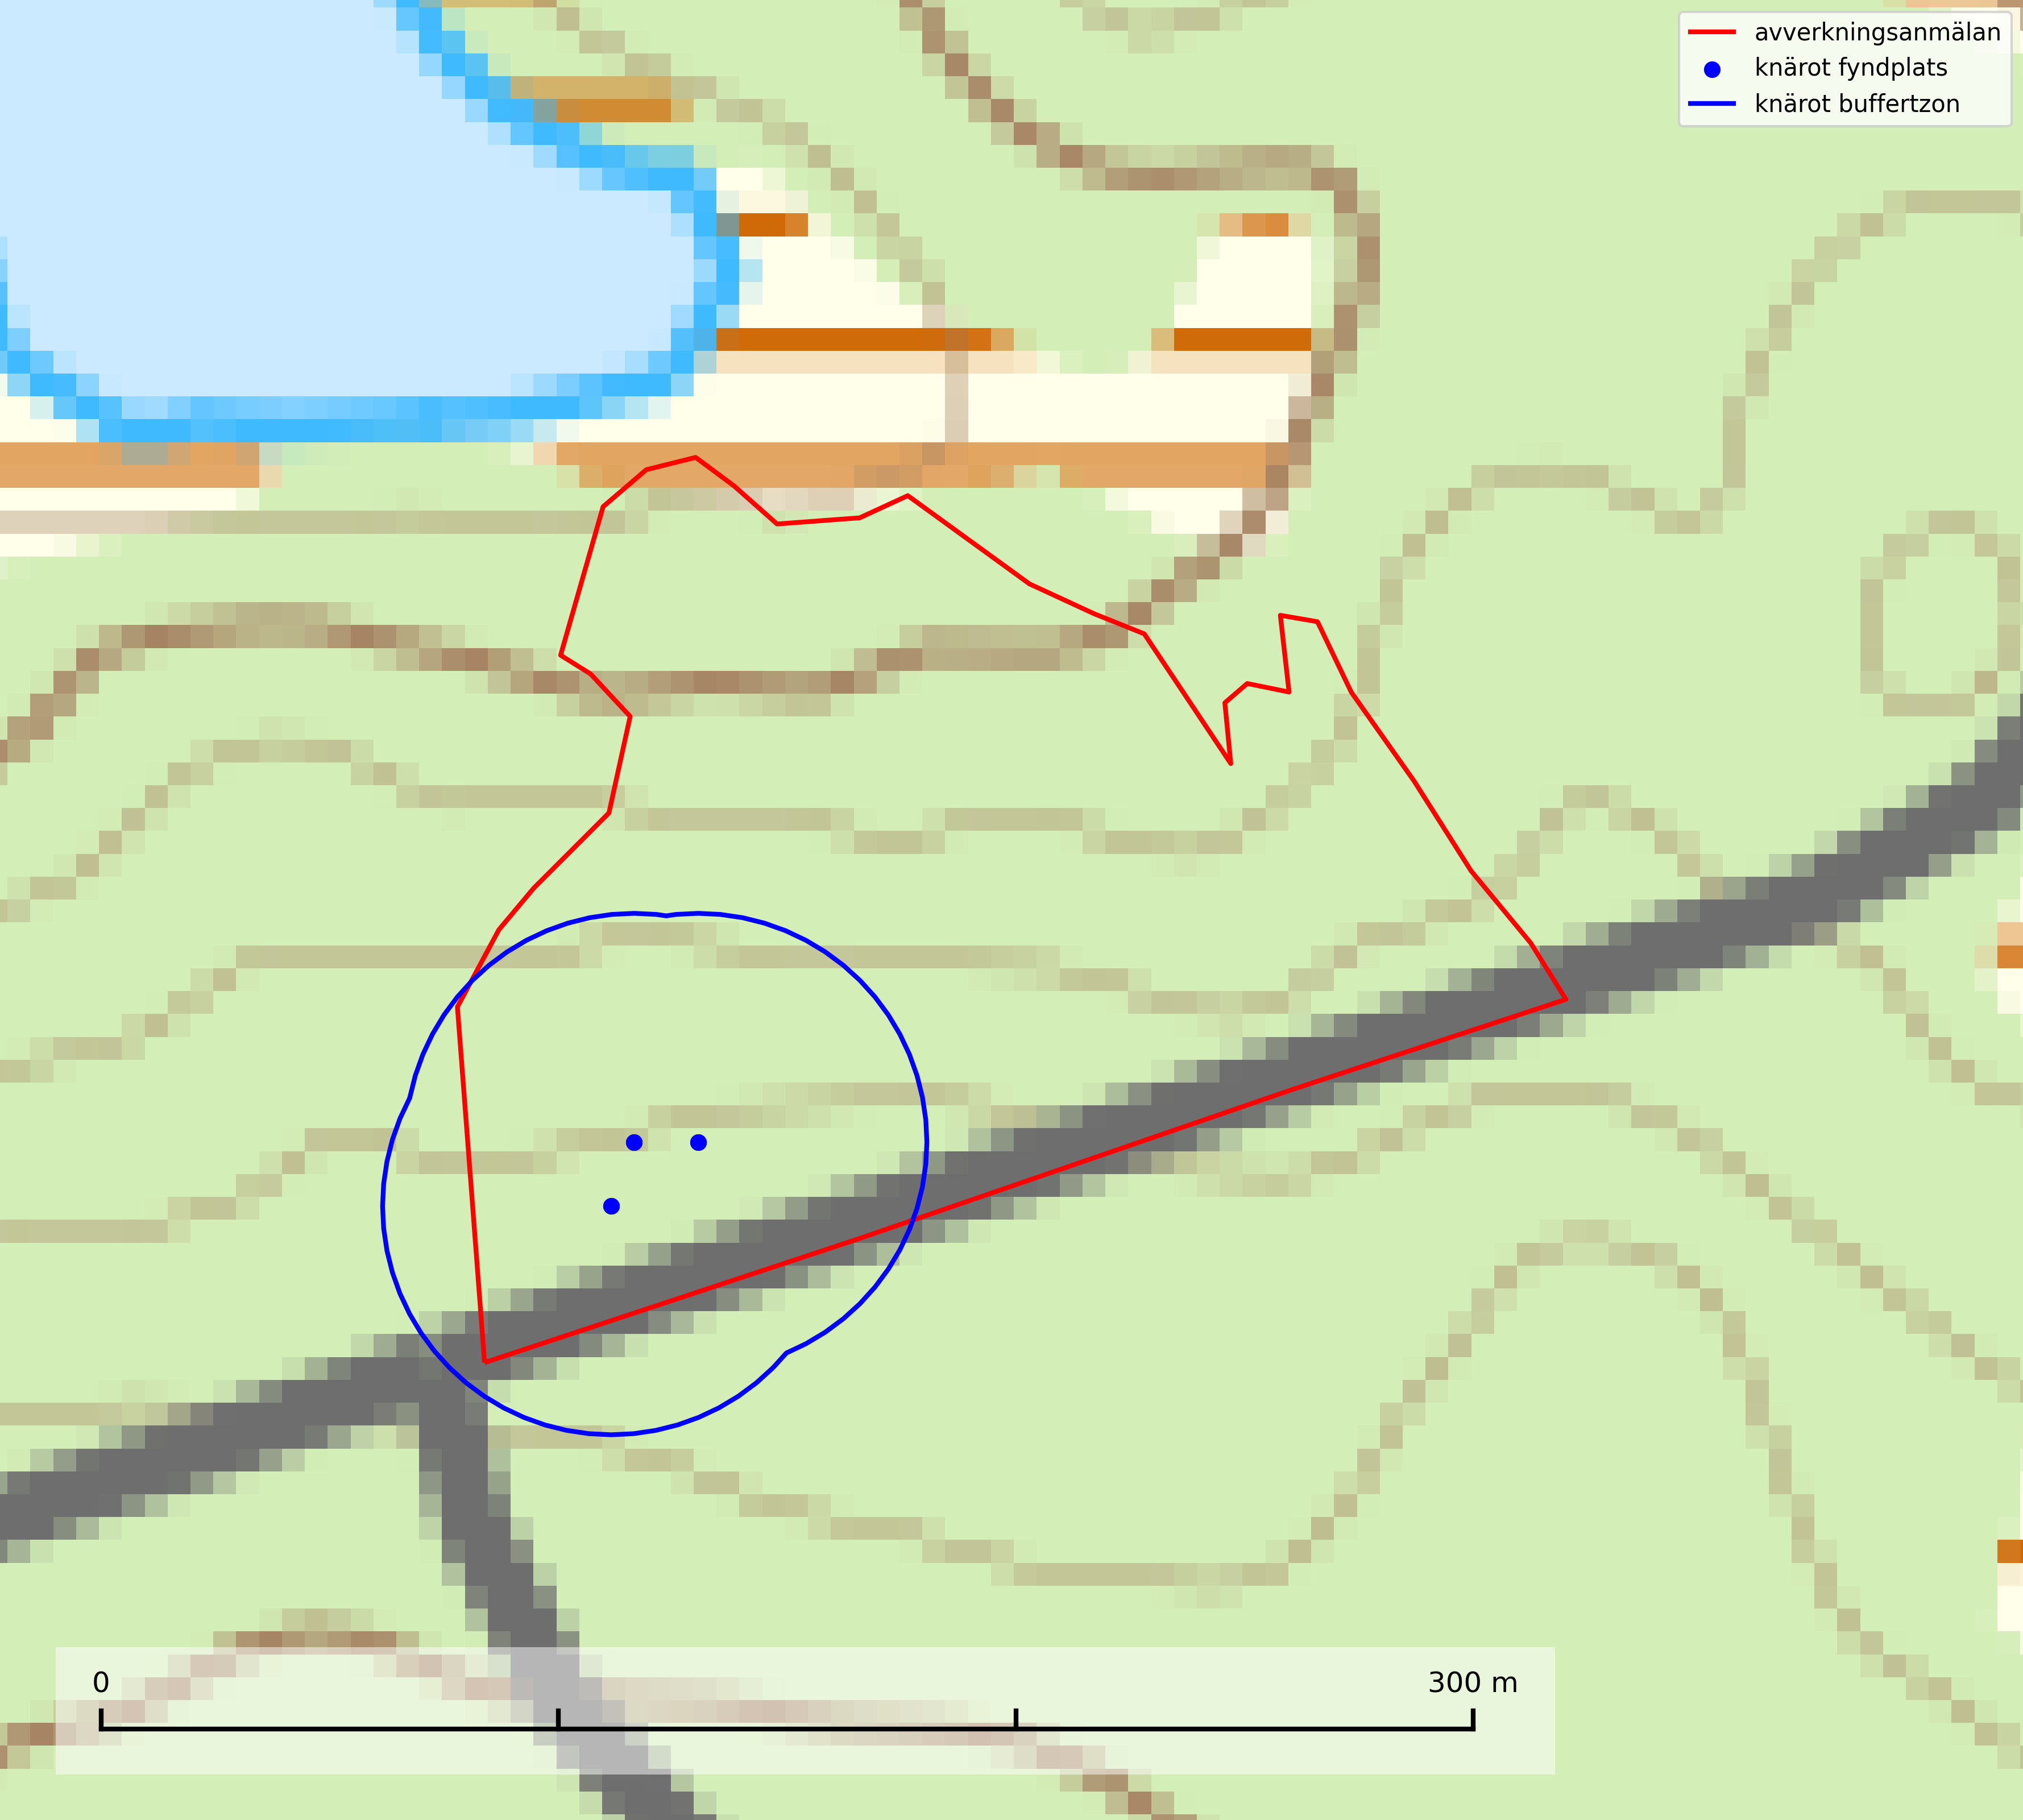 avverkningsanmälan
knärot fyndplats
knärot buffertzon
0
300 m